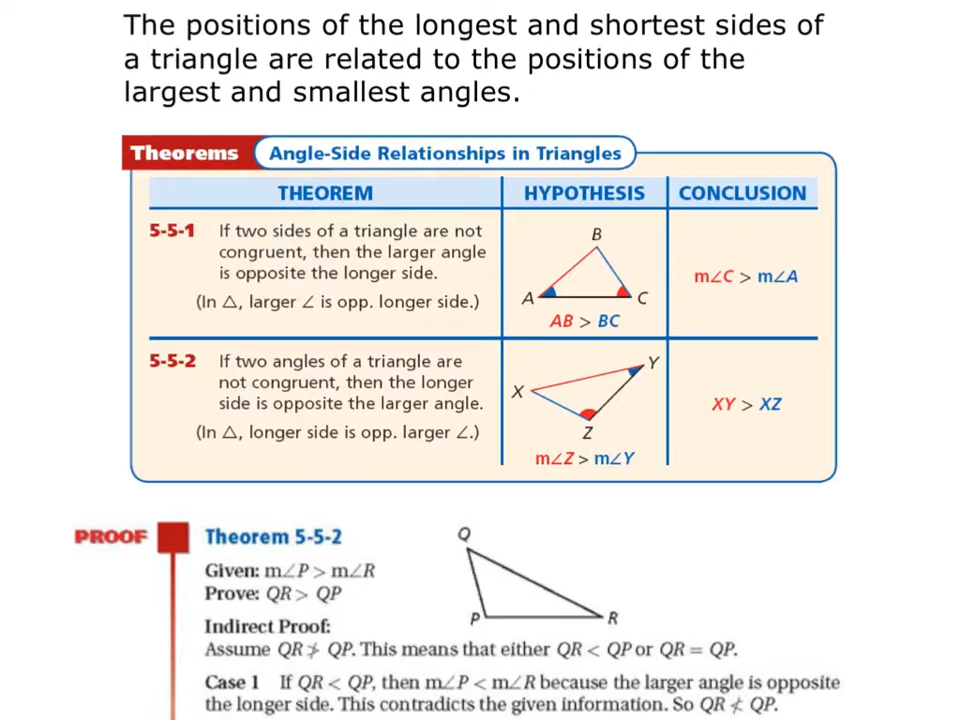 The positions of the longest and shortest sides of
a triangle are related to the positions of the
largest and smallest angles.
Theorems Angle-Side Relationships in Triangles
THEOREM HYPOTHESIS CONCLUSION
5-5-1 If two sides of a triangle are not
congruent, then the larger angle
is opposite the longer side.
(In △, larger ∠ is opp. longer side.)
B
A
C
AB > BC
m∠C > m∠A
5-5-2 If two angles of a triangle are
not congruent, then the longer
side is opposite the larger angle.
(In △, longer side is opp. larger ∠.)
Y
X
Z
m∠Z > m∠Y
XY > XZ
PROOF Theorem 5-5-2
Given: m∠P > m∠R
Prove: QR > QP
Q
P
R
Indirect Proof:
Assume QR ≯ QP. This means that either QR < QP or QR = QP.
Case 1 If QR < QP, then m∠P < m∠R because the larger angle is opposite
the longer side. This contradicts the given information. So QR ≮ QP.